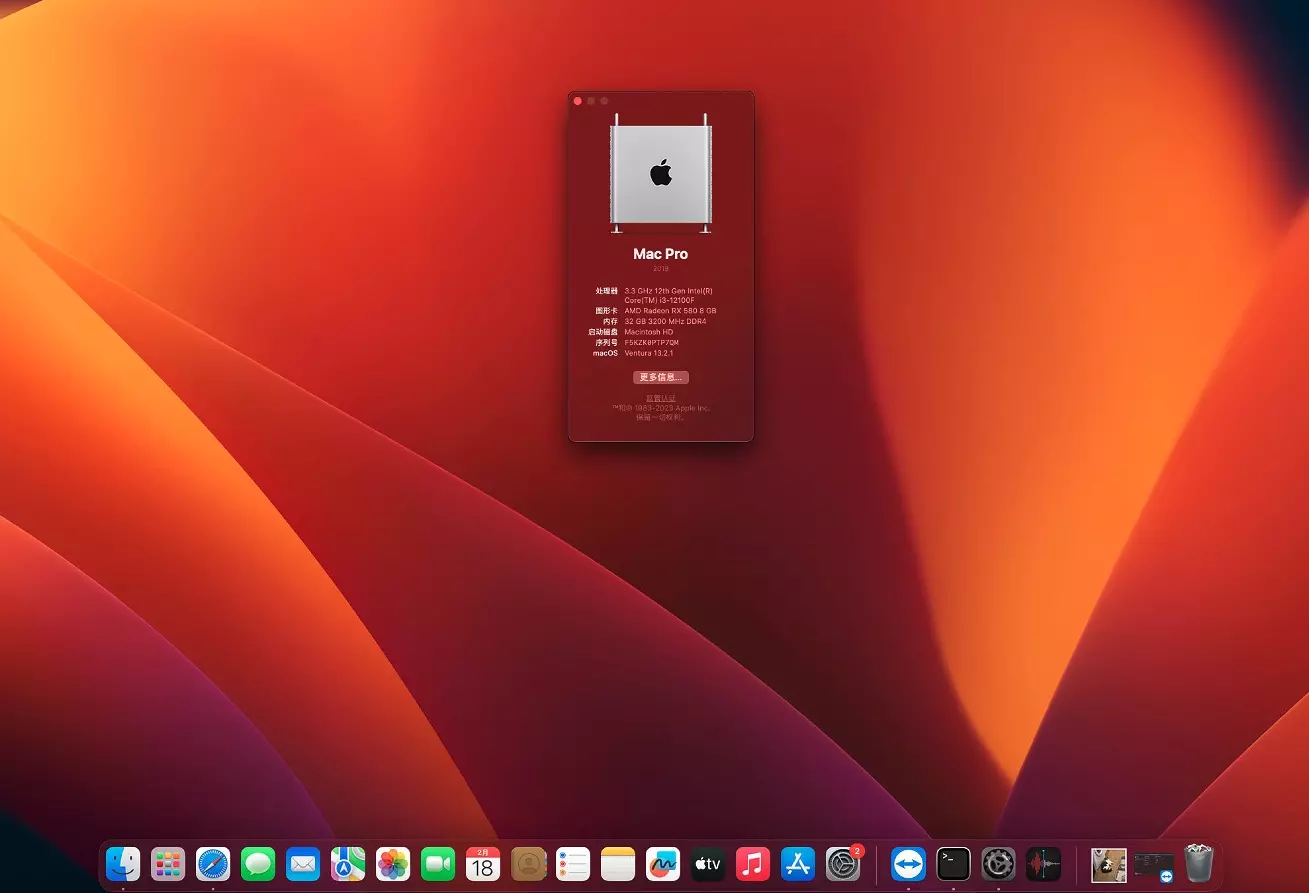 Mac Pro
2019
处理器 3.3 GHz 12th Gen Intel(R)
Core(TM) i3-12100F
图形卡 AMD Radeon RX 580 8 GB
内存 32 GB 3200 MHz DDR4
启动磁盘 Macintosh HD
序列号 F5KZK0PTP7QM
macOS Ventura 13.2.1
更多信息...
监管认证
™和© 1983-2023 Apple Inc.
保留一切权利。
2月
18
tv
2
>_